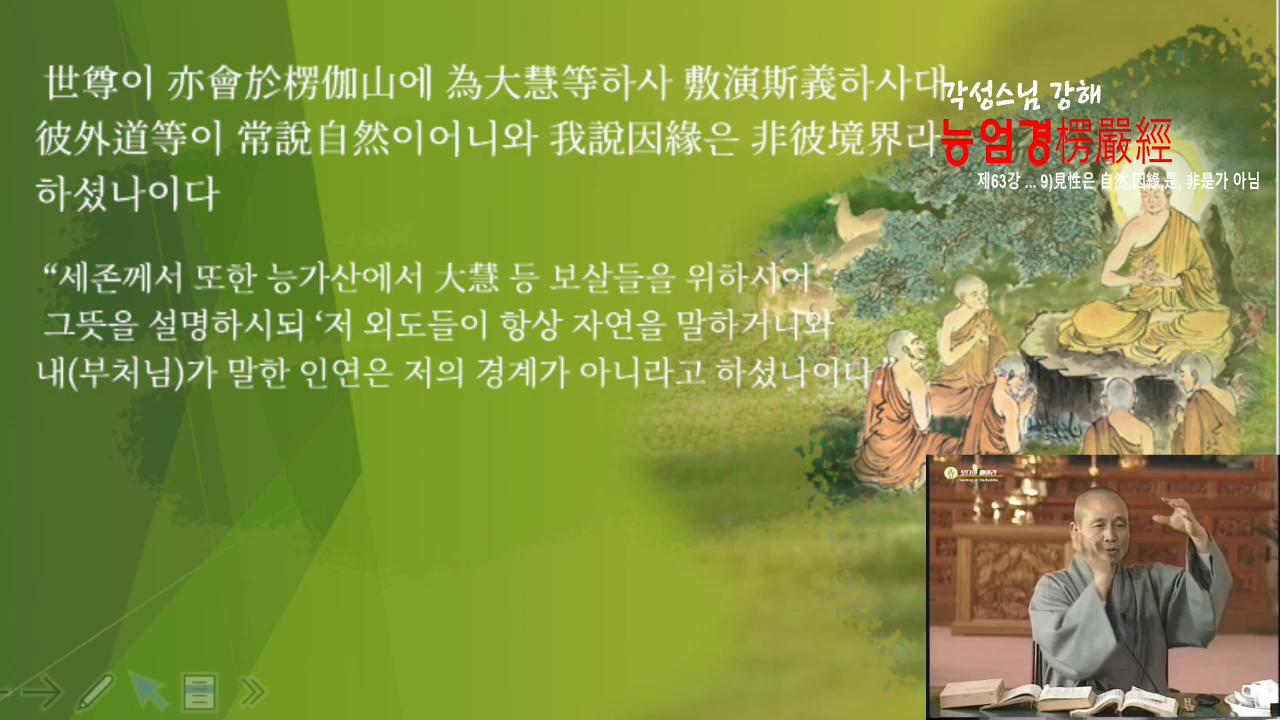 世尊이 亦會於楞伽山에 為大慧等하사 敷演斯義하사대
彼外道等이 常說自然이어니와 我說因緣은 非彼境界라
하셨나이다
“세존께서 또한 능가산에서 大慧 등 보살들을 위하시어
그뜻을 설명하시되 ‘저 외도들이 항상 자연을 말하거니와
내(부처님)가 말한 인연은 저의 경계가 아니라고 하셨나이다.”
각성스님 강해
능엄경楞嚴經
제63강 ... 9)見性은 自然,因緣,是, 非是가 아님